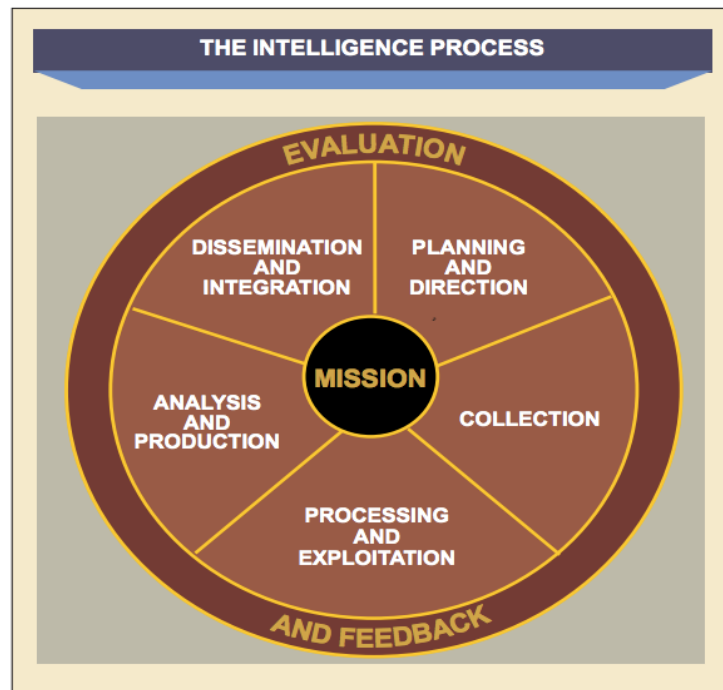 THE INTELLIGENCE PROCESS
EVALUATION
DISSEMINATION
AND
INTEGRATION
PLANNING
AND
DIRECTION
MISSION
ANALYSIS
AND
PRODUCTION
COLLECTION
PROCESSING
AND
EXPLOITATION
AND FEEDBACK